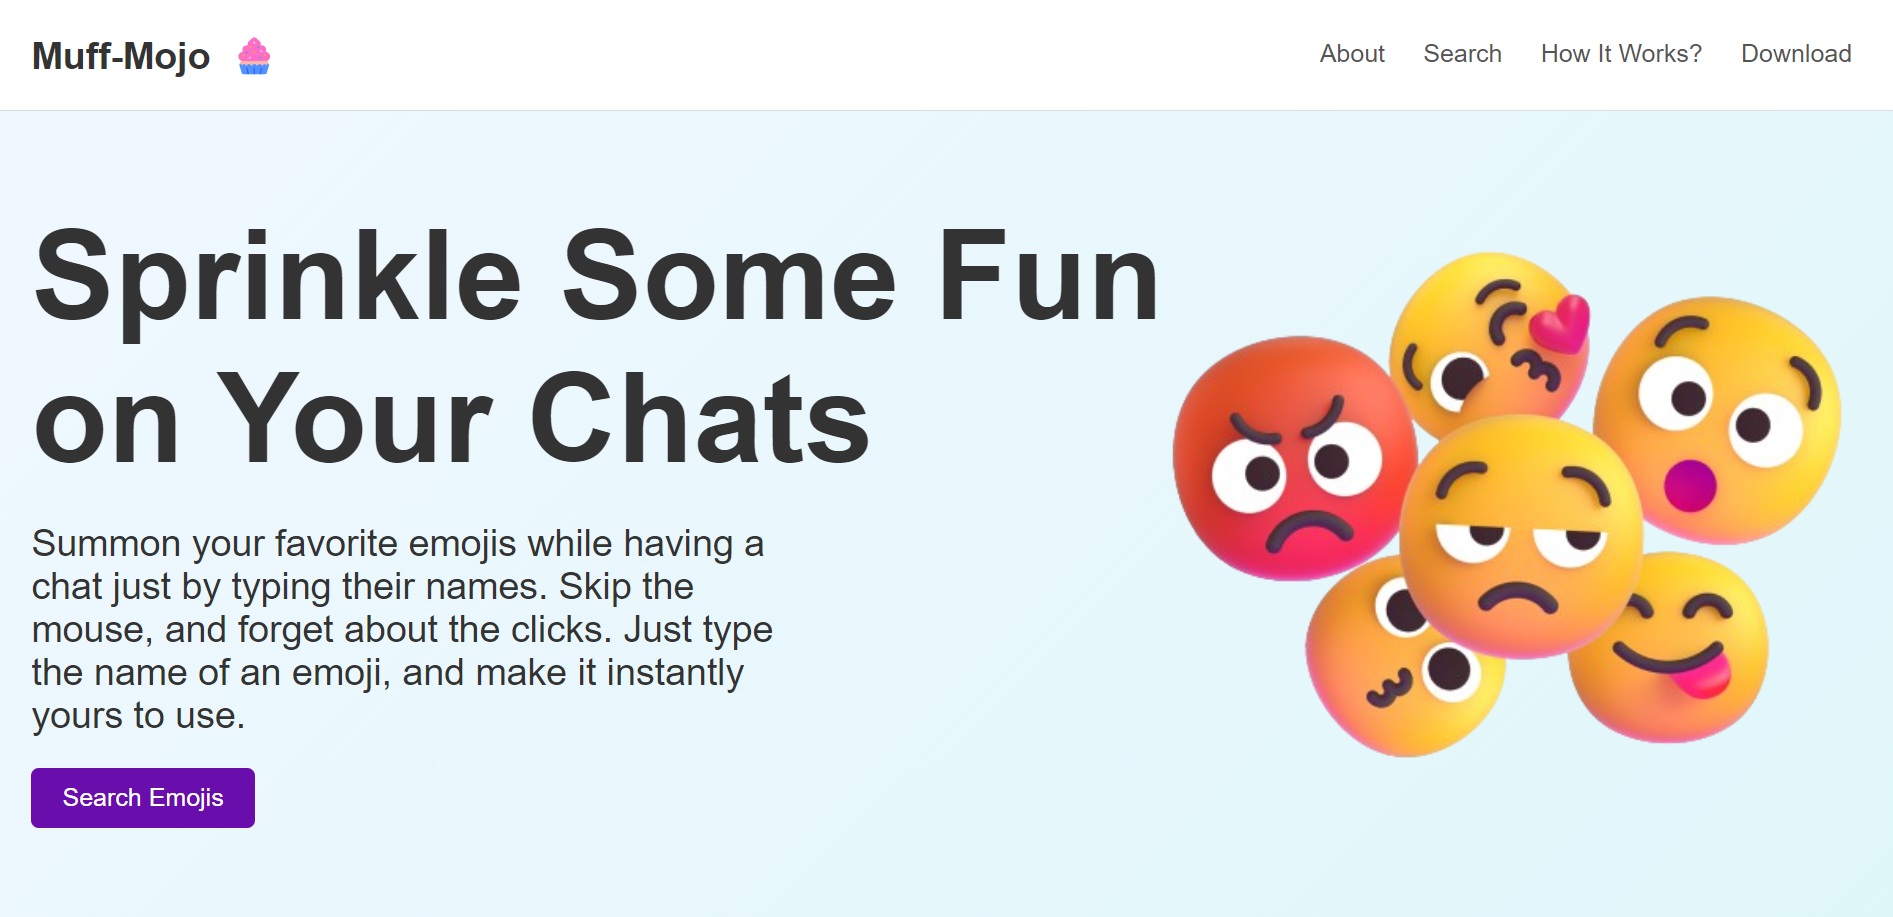 Muff-Mojo
About
Search
How It Works?
Download
Sprinkle Some Fun
on Your Chats
Summon your favorite emojis while having a
chat just by typing their names. Skip the
mouse, and forget about the clicks. Just type
the name of an emoji, and make it instantly
yours to use.
Search Emojis